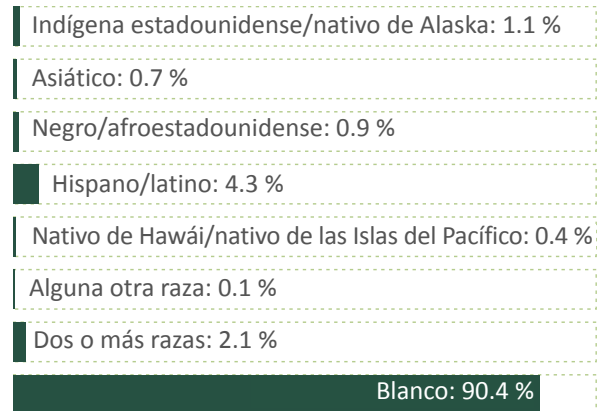 Indígena estadounidense/nativo de Alaska: 1.1 %
Asiático: 0.7 %
Negro/afroestadounidense: 0.9 %
Hispano/latino: 4.3 %
Nativo de Hawái/nativo de las Islas del Pacífico: 0.4 %
Alguna otra raza: 0.1 %
Dos o más razas: 2.1 %
Blanco: 90.4 %